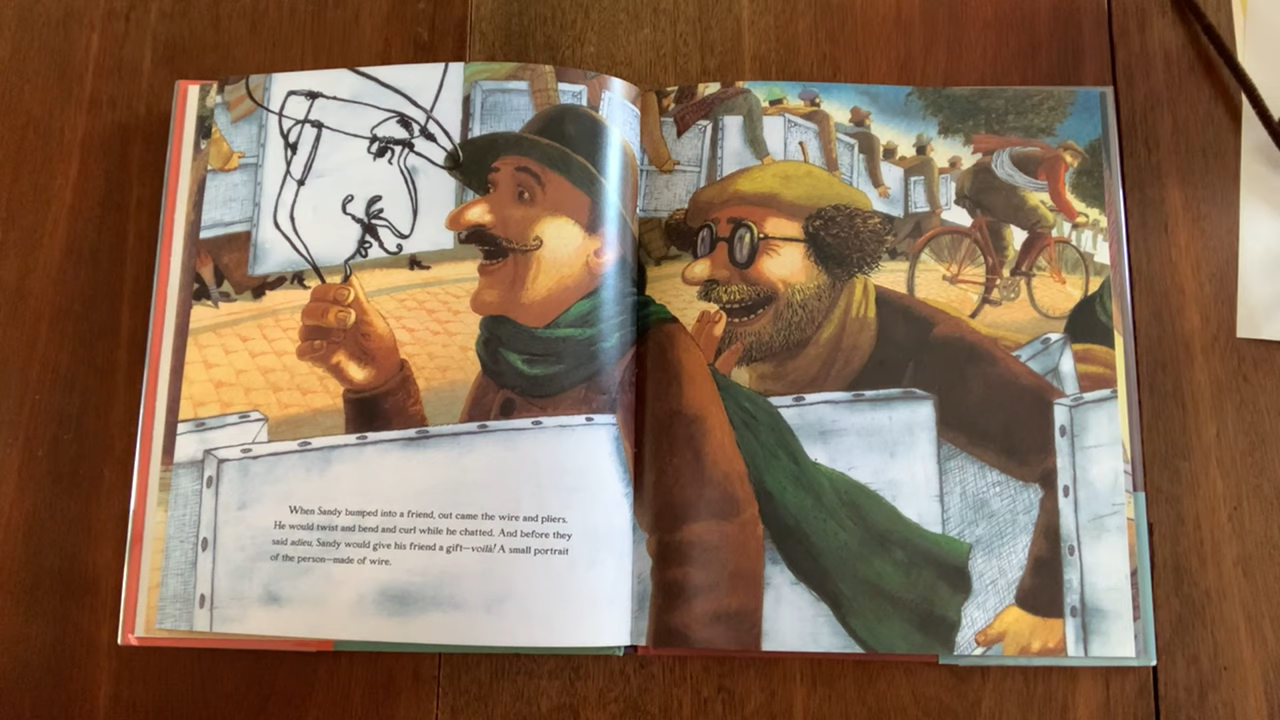 When Sandy bumped into a friend, out came the wire and pliers.
He would twist and bend and curl while he chatted. And before they
said adieu, Sandy would give his friend a gift—voilà! A small portrait
of the person—made of wire.